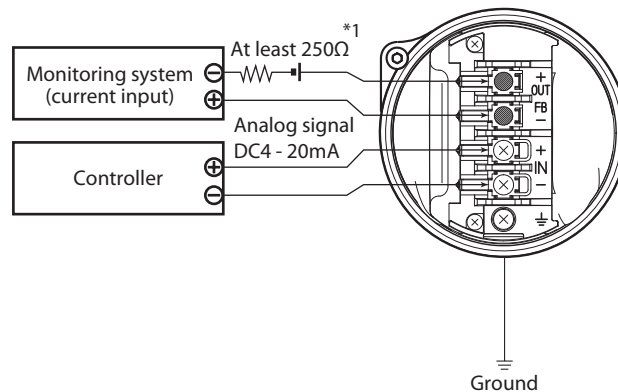 *1
At least 250Ω
Monitoring system
(current input)
+
OUT
FB
−
Analog signal
DC4 - 20mA
Controller
+
IN
−
Ground